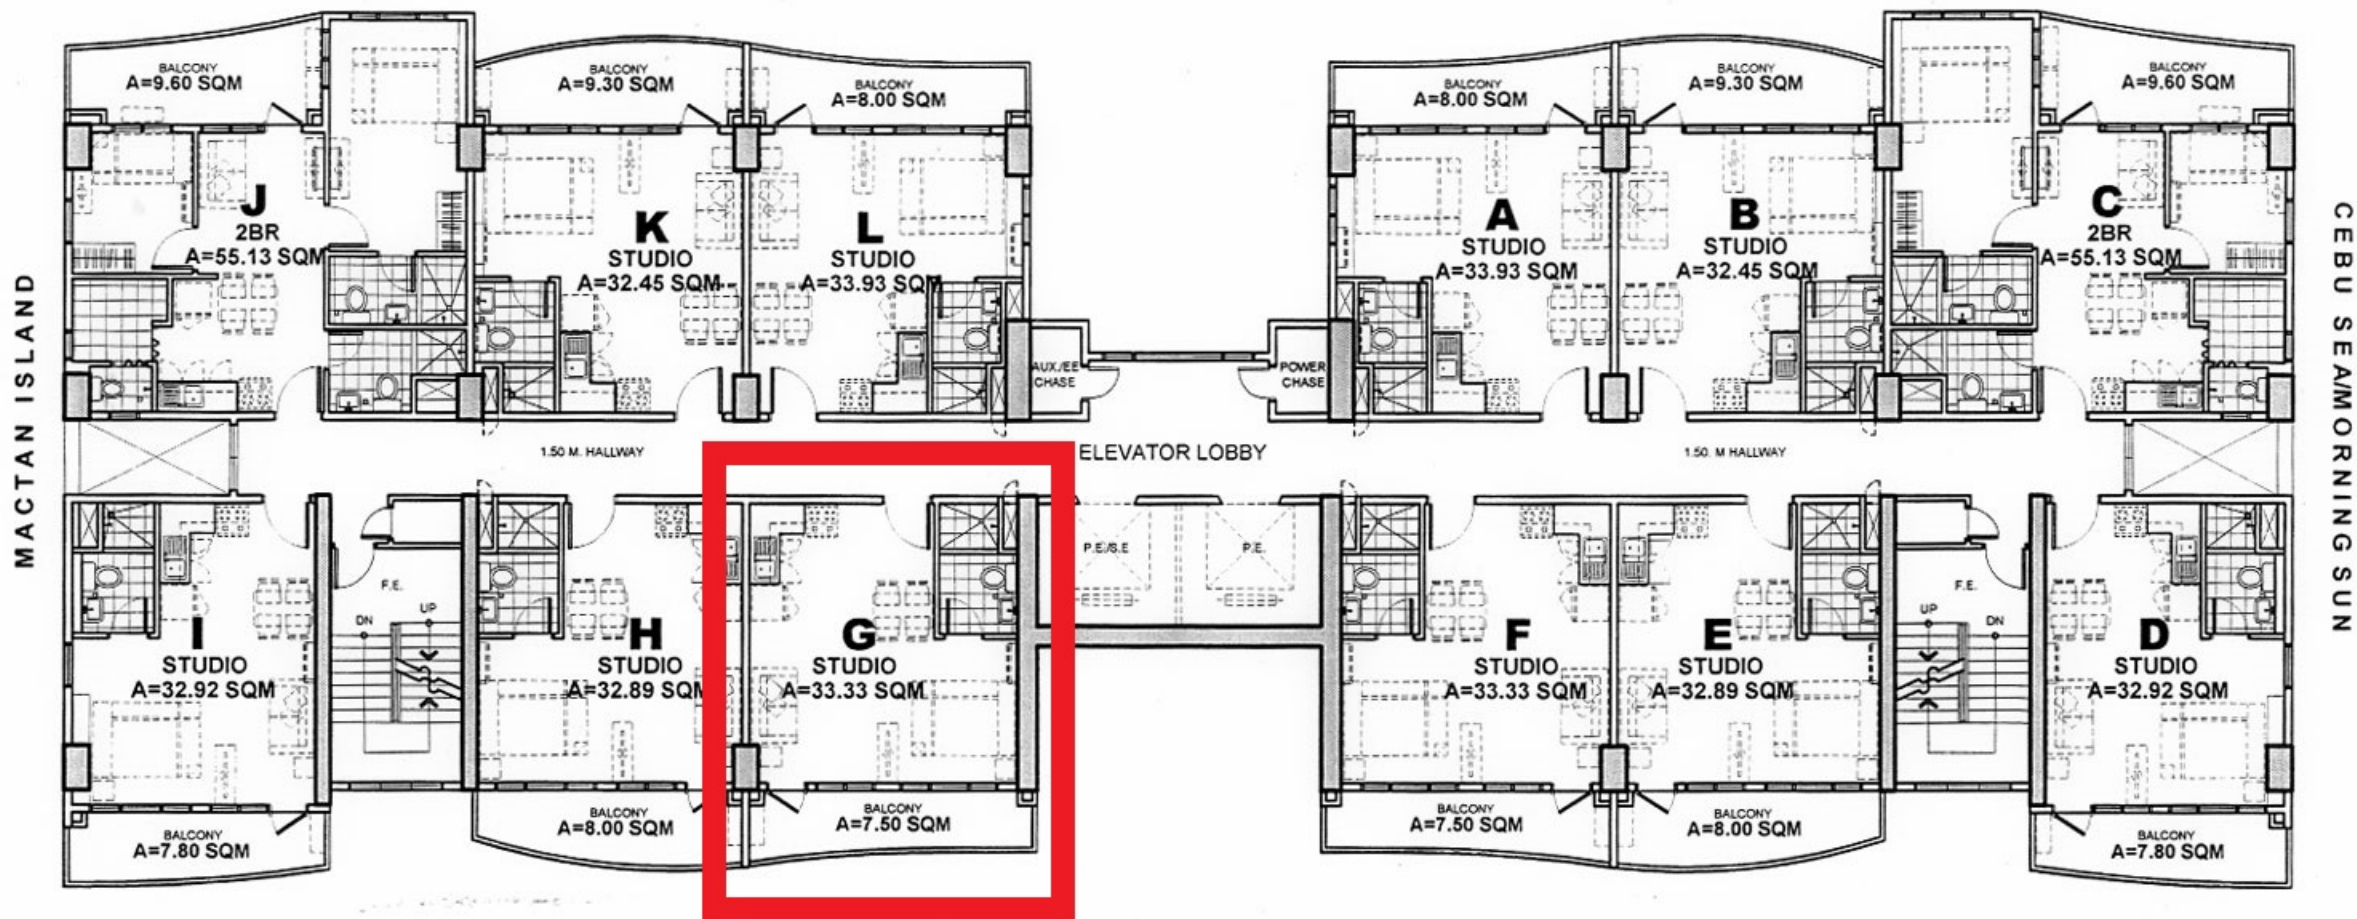 BALCONY
A=9.60 SQM
BALCONY
A=9.30 SQM
BALCONY
A=8.00 SQM
BALCONY
A=8.00 SQM
BALCONY
A=9.30 SQM
BALCONY
A=9.60 SQM
J
2BR
A=55.13 SQM
K
STUDIO
A=32.45 SQM
L
STUDIO
A=33.93 SQM
A
STUDIO
A=33.93 SQM
B
STUDIO
A=32.45 SQM
C
2BR
A=55.13 SQM
AUX./EE
CHASE
POWER
CHASE
MACTAN ISLAND
CEBU SEA/MORNING SUN
1.50 M. HALLWAY
ELEVATOR LOBBY
1.50. M HALLWAY
P.E./S.E
P.E.
F.E.
DN
UP
F.E.
UP
DN
I
STUDIO
A=32.92 SQM
H
STUDIO
A=32.89 SQM
G
STUDIO
A=33.33 SQM
F
STUDIO
A=33.33 SQM
E
STUDIO
A=32.89 SQM
D
STUDIO
A=32.92 SQM
BALCONY
A=7.80 SQM
BALCONY
A=8.00 SQM
BALCONY
A=7.50 SQM
BALCONY
A=7.50 SQM
BALCONY
A=8.00 SQM
BALCONY
A=7.80 SQM